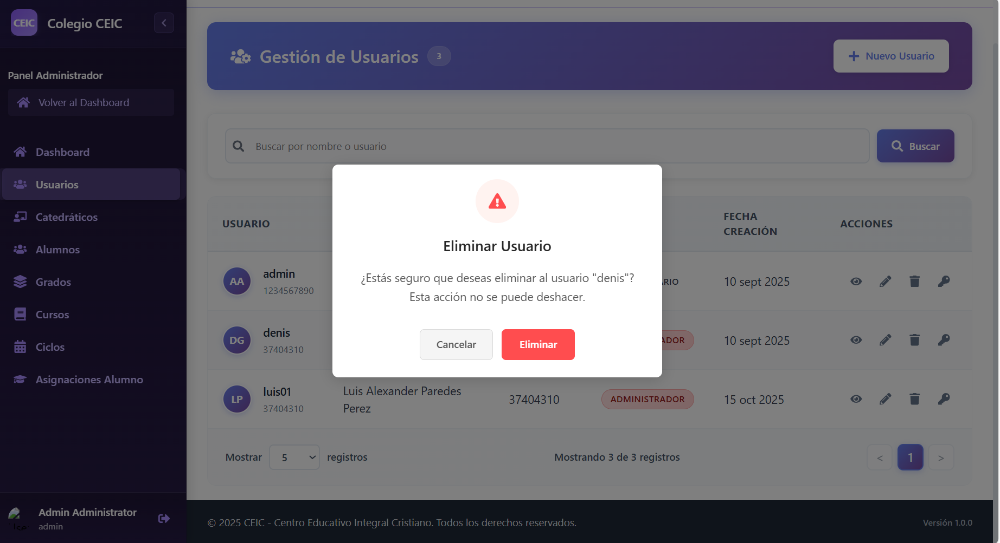 CEIC
Colegio CEIC
Panel Administrador
Volver al Dashboard
Dashboard
Usuarios
Catedráticos
Alumnos
Grados
Cursos
Ciclos
Asignaciones Alumno
Admin Administrator
admin
Gestión de Usuarios 3
+ Nuevo Usuario
Buscar por nombre o usuario
Buscar
USUARIO
FECHA
CREACIÓN
ACCIONES
AA
admin
1234567890
10 sept 2025
DG
denis
37404310
10 sept 2025
LP
luis01
37404310
Luis Alexander Paredes
Perez
37404310
ADMINISTRADOR
15 oct 2025
Eliminar Usuario
¿Estás seguro que deseas eliminar al usuario "denis"?
Esta acción no se puede deshacer.
Cancelar
Eliminar
Mostrar 5 registros
Mostrando 3 de 3 registros
< 1 >
© 2025 CEIC - Centro Educativo Integral Cristiano. Todos los derechos reservados.
Versión 1.0.0